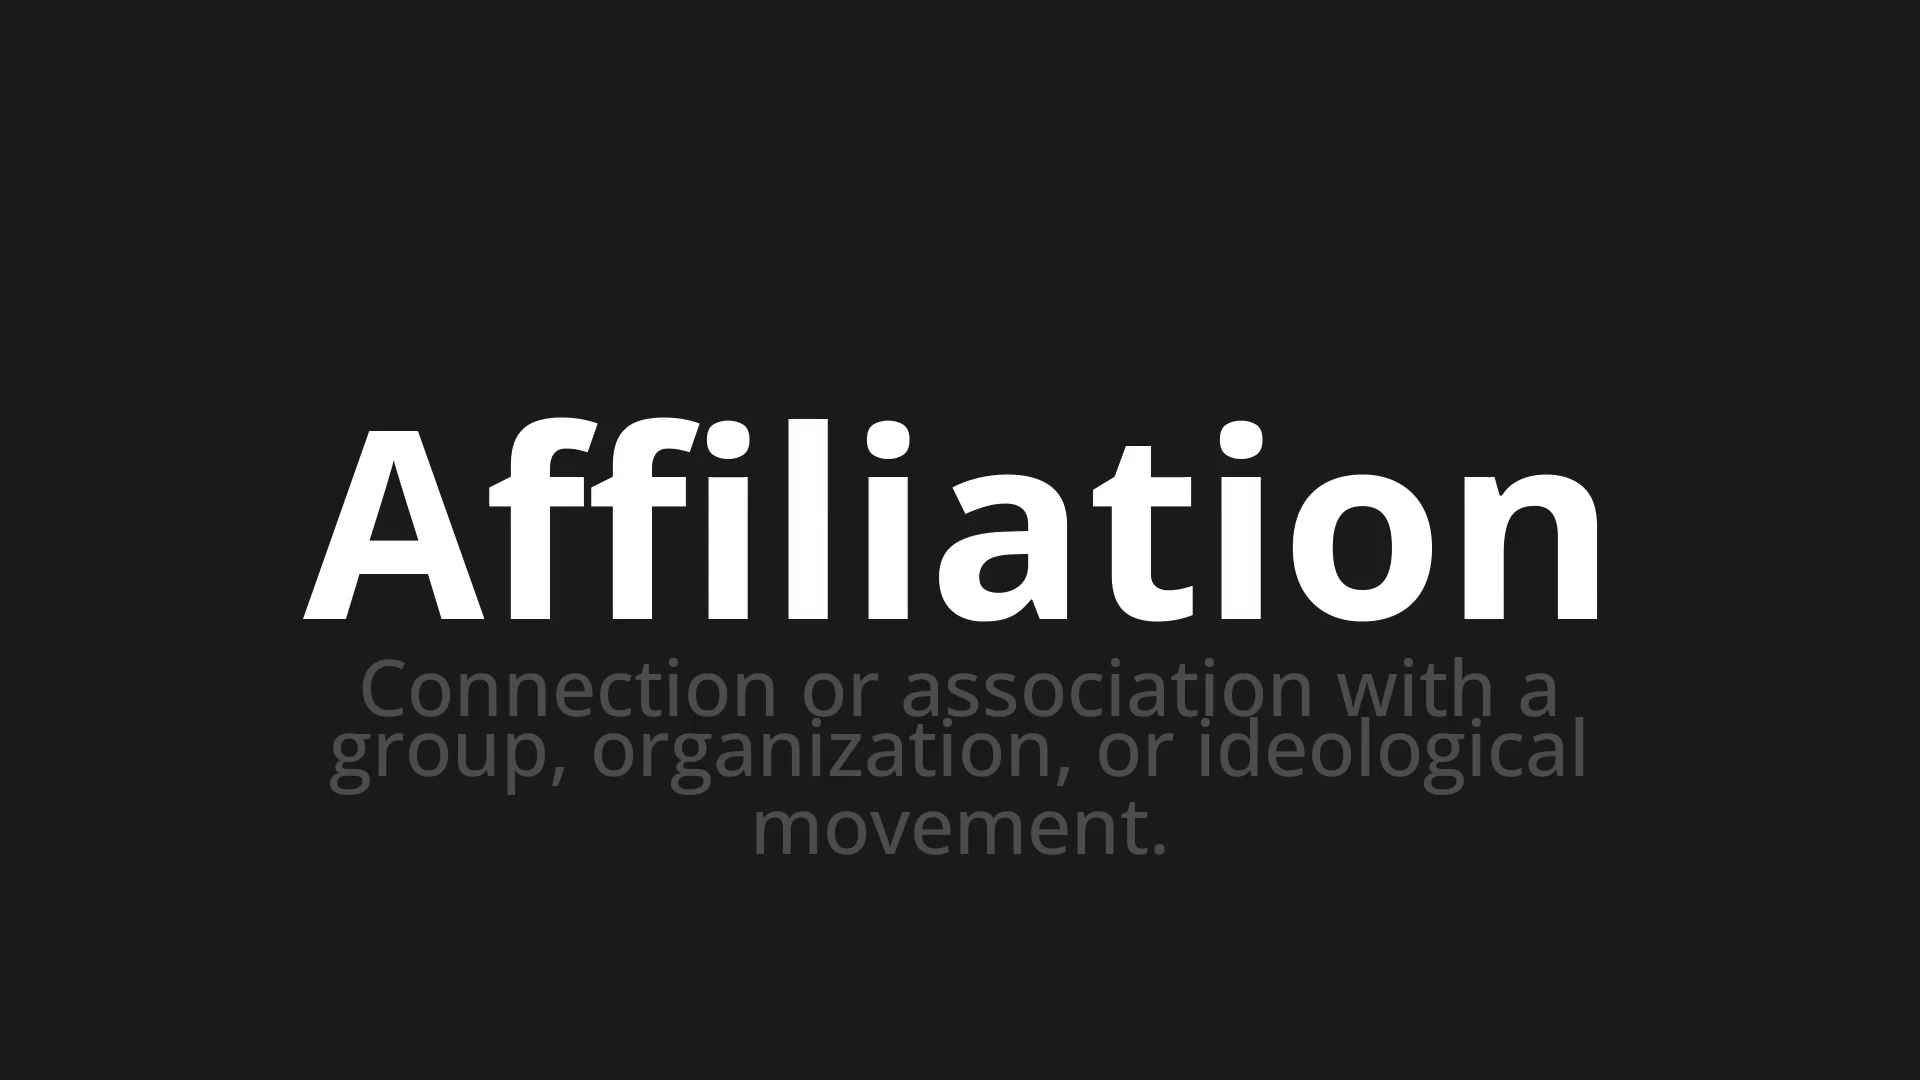 Affiliation
Connection or association with a
group, organization, or ideological
movement.